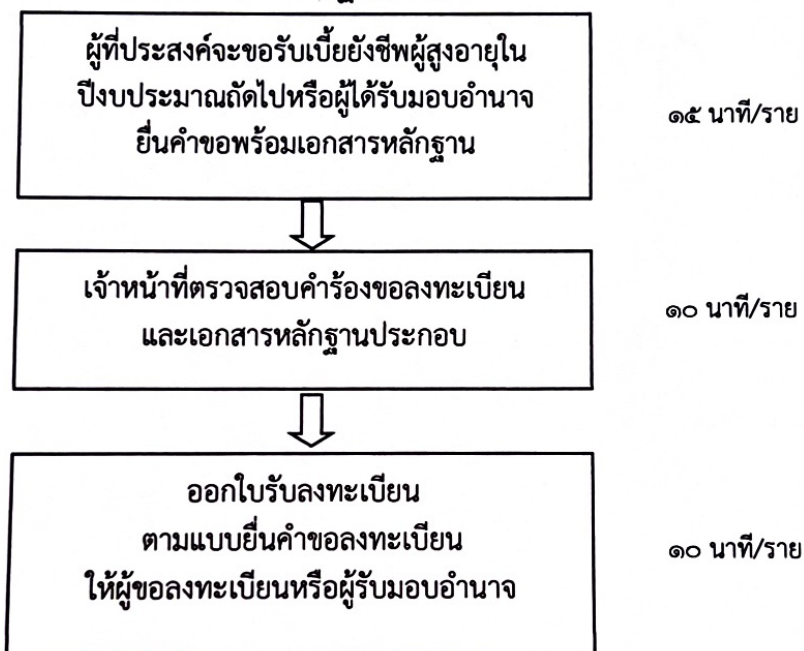 ผู้ที่ประสงค์จะขอรับเบี้ยยังชีพผู้สูงอายุใน
ปีงบประมาณถัดไปหรือผู้ได้รับมอบอำนาจ
ยื่นคำขอพร้อมเอกสารหลักฐาน
๑๕ นาที/ราย
เจ้าหน้าที่ตรวจสอบคำร้องขอลงทะเบียน
และเอกสารหลักฐานประกอบ
๑๐ นาที/ราย
ออกใบรับลงทะเบียน
ตามแบบยื่นคำขอลงทะเบียน
ให้ผู้ขอลงทะเบียนหรือผู้รับมอบอำนาจ
๑๐ นาที/ราย